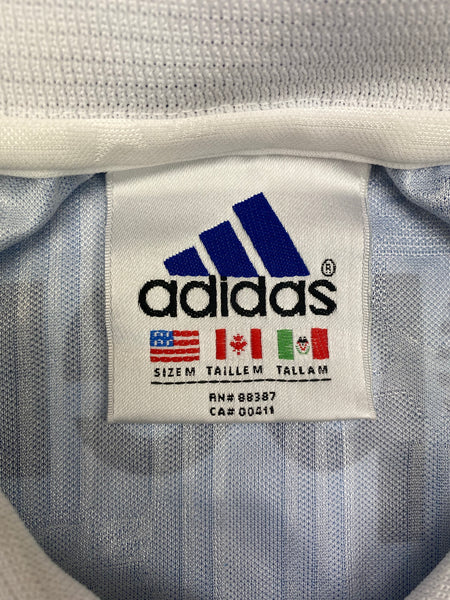 adidas®
SIZE M TAILLE M TALLA M
RN# 88387
CA# 00411